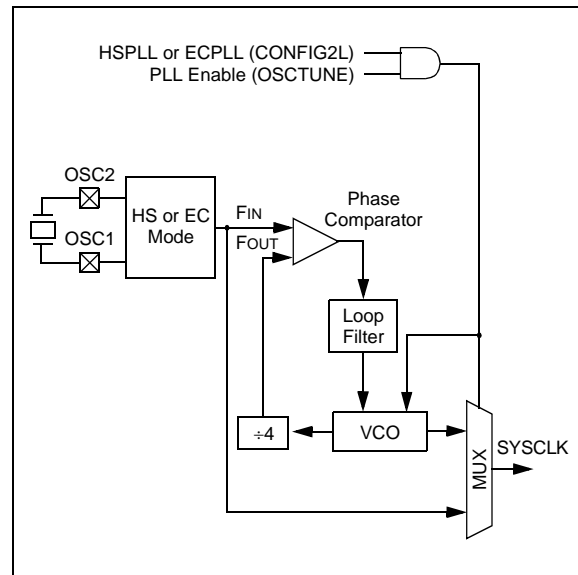 HSPLL or ECPLL (CONFIG2L)
PLL Enable (OSCTUNE)
OSC2
OSC1
HS or EC
Mode
FIN
FOUT
Phase
Comparator
Loop
Filter
÷4
VCO
MUX
SYSCLK